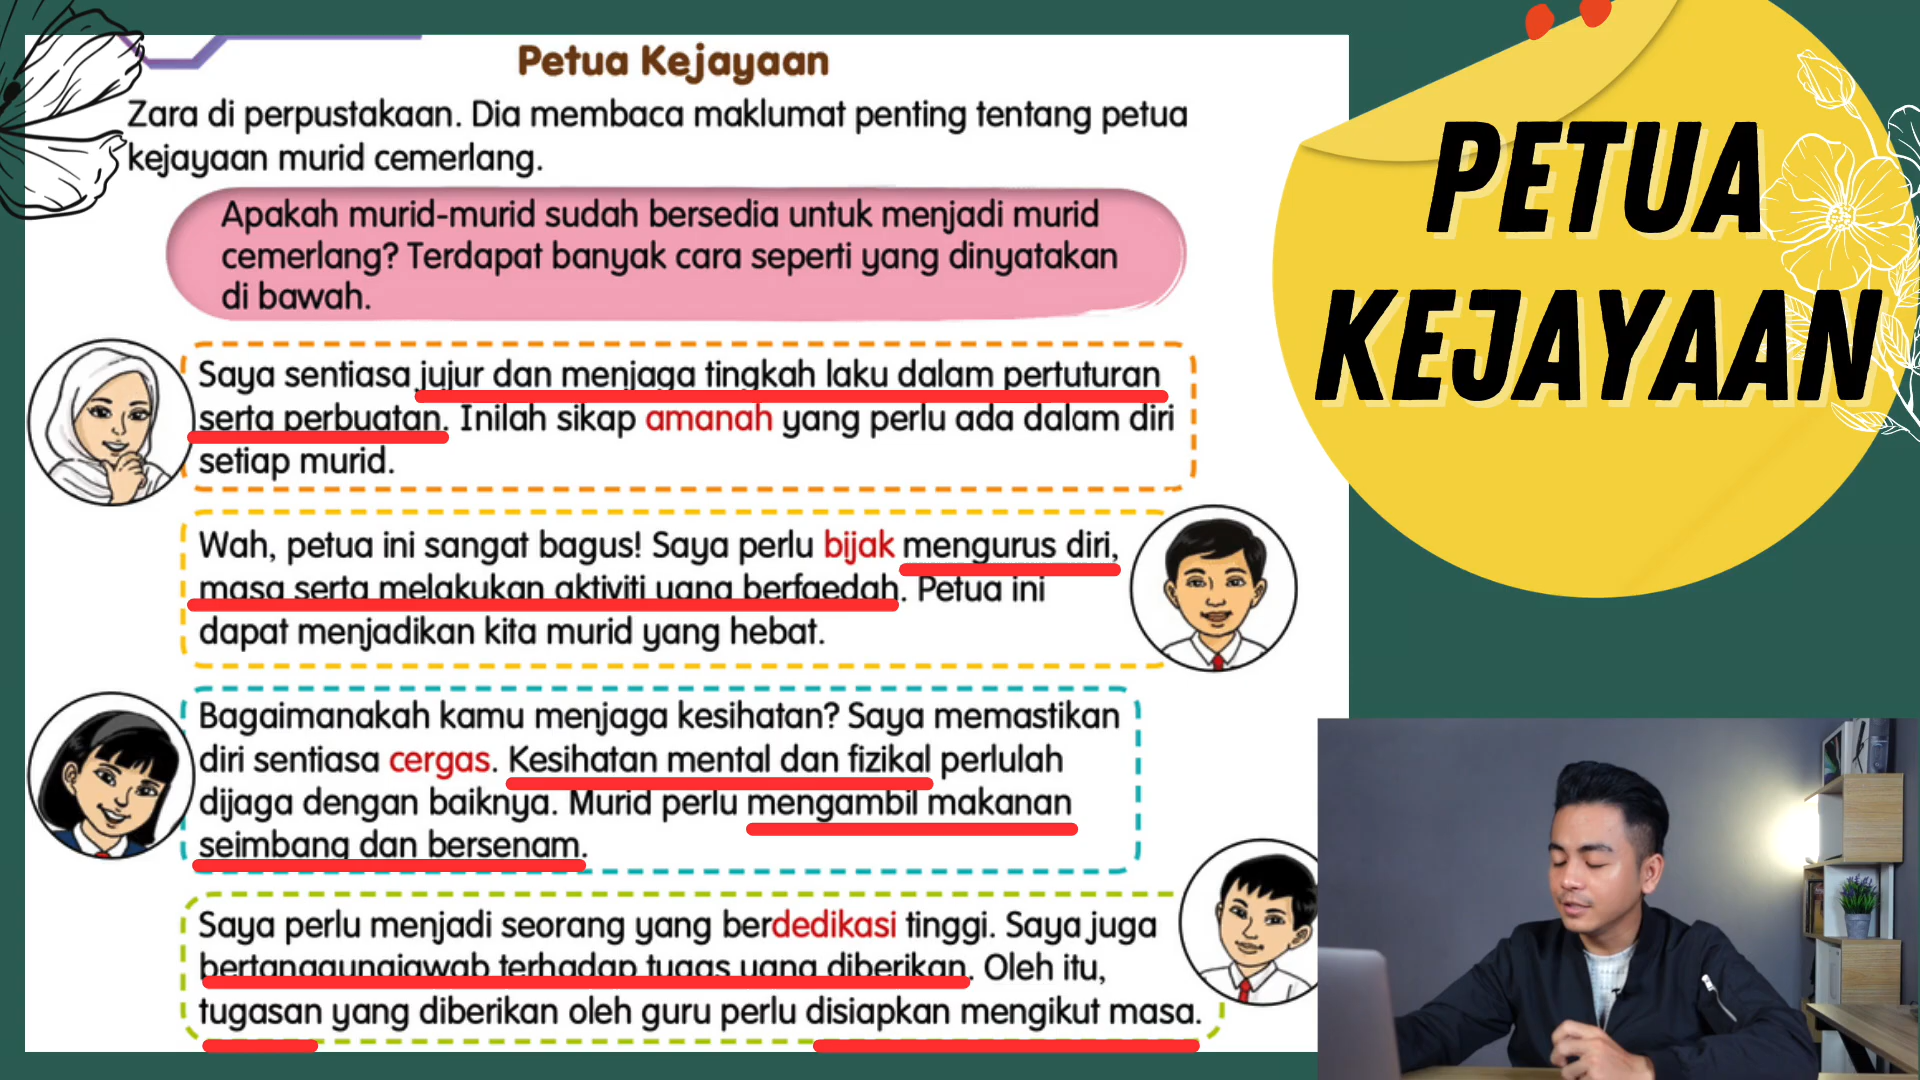 Petua Kejayaan
Zara di perpustakaan. Dia membaca maklumat penting tentang petua
kejayaan murid cemerlang.
Apakah murid-murid sudah bersedia untuk menjadi murid
cemerlang? Terdapat banyak cara seperti yang dinyatakan
di bawah.
Saya sentiasa jujur dan menjaga tingkah laku dalam pertuturan
serta perbuatan. Inilah sikap amanah yang perlu ada dalam diri
setiap murid.
Wah, petua ini sangat bagus! Saya perlu bijak mengurus diri,
masa serta melakukan aktiviti yang berfaedah. Petua ini
dapat menjadikan kita murid yang hebat.
Bagaimanakah kamu menjaga kesihatan? Saya memastikan
diri sentiasa cergas. Kesihatan mental dan fizikal perlulah
dijaga dengan baiknya. Murid perlu mengambil makanan
seimbang dan bersenam.
Saya perlu menjadi seorang yang berdedikasi tinggi. Saya juga
bertanggungjawab terhadap tugas yang diberikan. Oleh itu,
tugasan yang diberikan oleh guru perlu disiapkan mengikut masa.
PETUA
KEJAYAAN